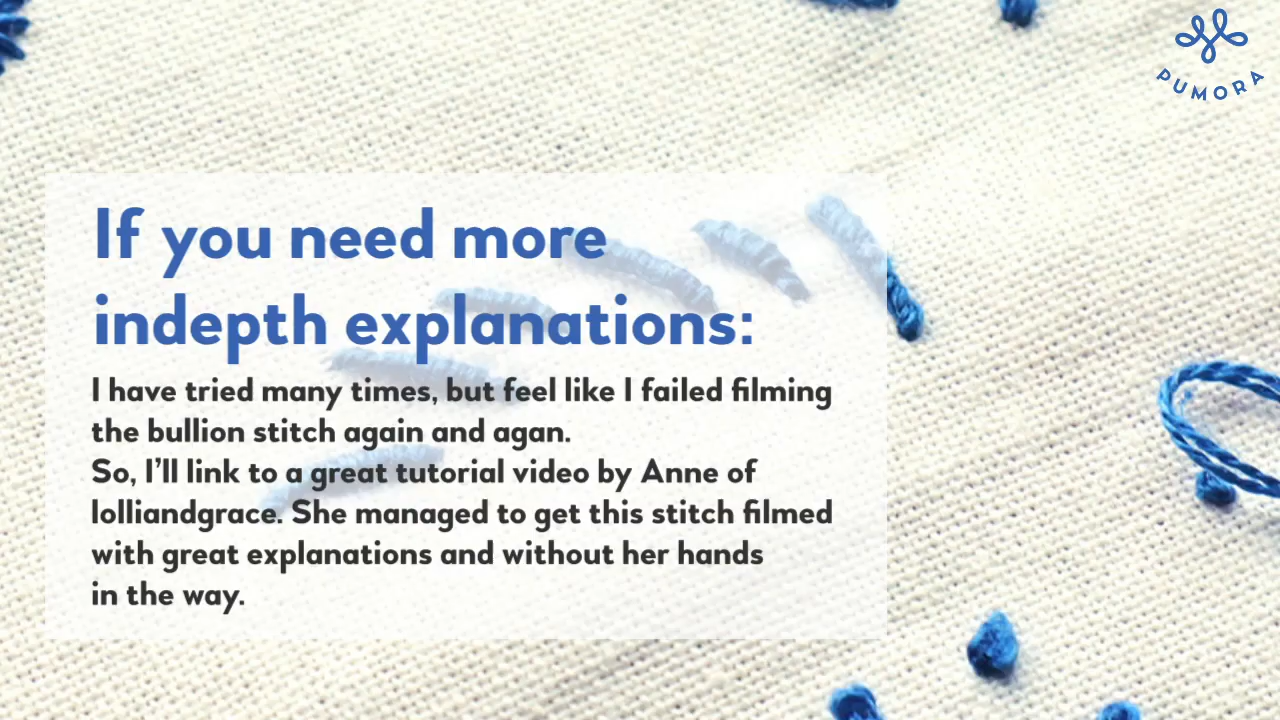 PUMORA
If you need more
indepth explanations:
I have tried many times, but feel like I failed filming
the bullion stitch again and agan.
So, I'll link to a great tutorial video by Anne of
lolliandgrace. She managed to get this stitch filmed
with great explanations and without her hands
in the way.